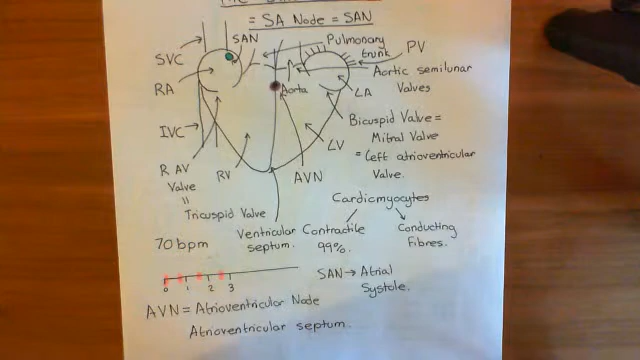 = SA Node = SAN
SAN
Pulmonary
trunk
PV
SVC
Aortic semilunar
Valves
RA
Aorta
LA
Bicuspid Valve =
Mitral Valve
= Left atrioventricular
Valve.
IVC
LV
R AV
Valve
=
Tricuspid Valve
RV
AVN
Cardiomyocytes
Ventricular
septum.
Contractile
99%.
Conducting
Fibres.
70 bpm
0 1 2 3
SAN → Atrial
Systole.
AVN = Atrioventricular Node
Atrioventricular septum.